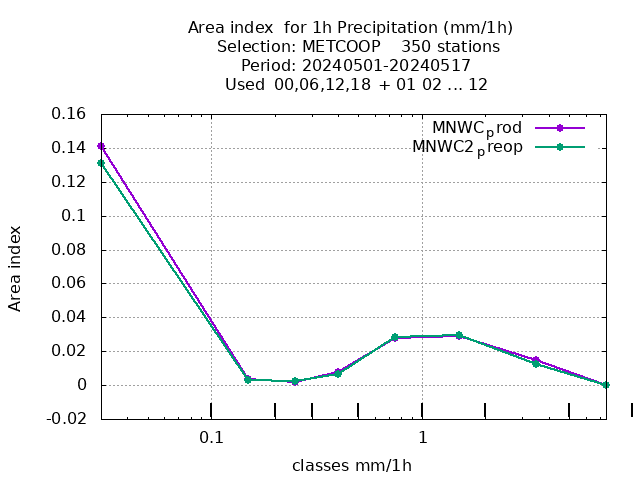 Area index  for 1h Precipitation (mm/1h)
Selection: METCOOP    350 stations
Period: 20240501-20240517
Used  00,06,12,18 + 01 02 ... 12
MNWCprod
MNWC2preop
0.16
0.14
0.12
0.1
0.08
0.06
0.04
0.02
0
-0.02
Area index
0.1
1
classes mm/1h